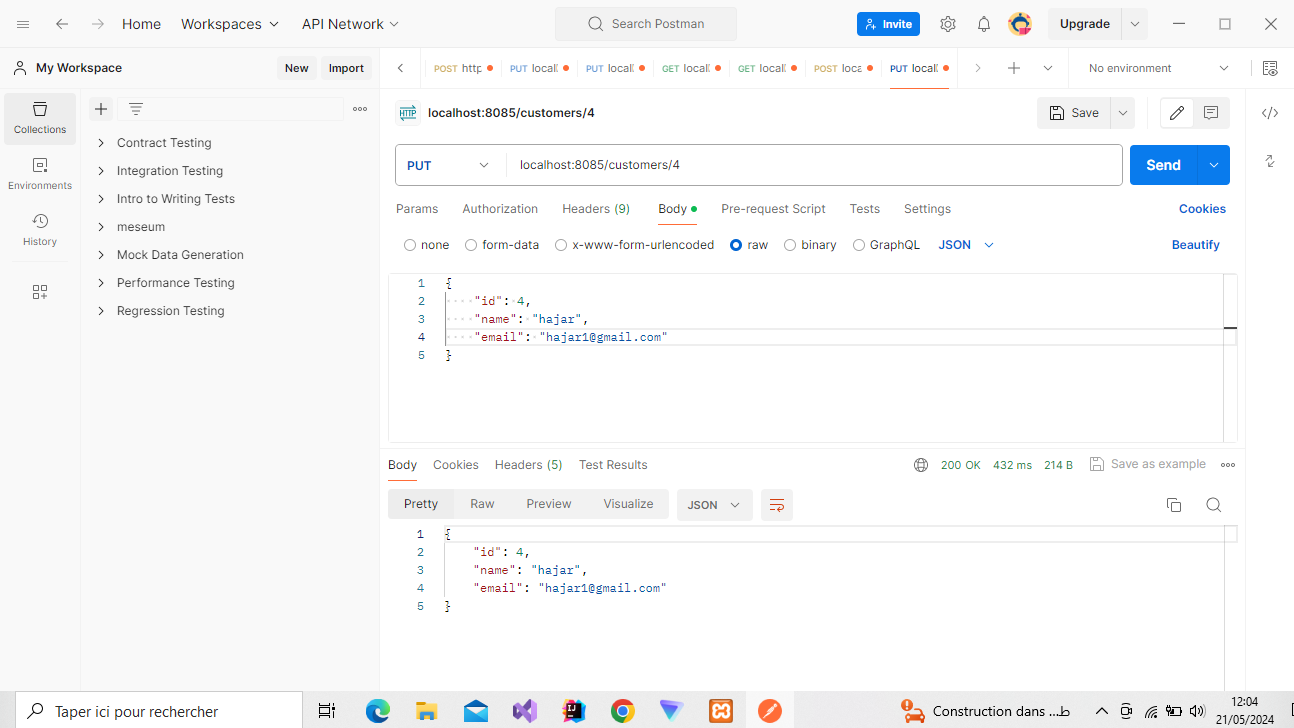 Home Workspaces API Network Search Postman Invite Upgrade
My Workspace New Import POST http PUT locall PUT locall GET locall GET locall POST loca PUT locall No environment
Collections
Environments
History
Contract Testing
Integration Testing
Intro to Writing Tests
meseum
Mock Data Generation
Performance Testing
Regression Testing
HTTP localhost:8085/customers/4 Save
PUT localhost:8085/customers/4 Send
Params Authorization Headers (9) Body Pre-request Script Tests Settings Cookies
none form-data x-www-form-urlencoded raw binary GraphQL JSON Beautify
1 {
2 "id": 4,
3 "name": "hajar",
4 "email": "hajar1@gmail.com"
5 }
Body Cookies Headers (5) Test Results 200 OK 432 ms 214 B Save as example
Pretty Raw Preview Visualize JSON
1 {
2 "id": 4,
3 "name": "hajar",
4 "email": "hajar1@gmail.com"
5 }
Taper ici pour rechercher Construction dans ...ط 12:04
21/05/2024